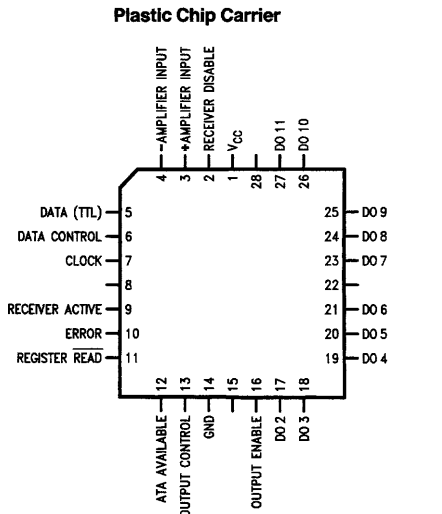 Plastic Chip Carrier
–AMPLIFIER INPUT
+AMPLIFIER INPUT
RECEIVER DISABLE
VCC
DO 11
DO 10
4 3 2 1 28 27 26
DATA (TTL) 5
DATA CONTROL 6
CLOCK 7
8
RECEIVER ACTIVE 9
ERROR 10
REGISTER READ 11
25 DO 9
24 DO 8
23 DO 7
22
21 DO 6
20 DO 5
19 DO 4
12 13 14 15 16 17 18
ATA AVAILABLE
OUTPUT CONTROL
GND
OUTPUT ENABLE
DO 2
DO 3